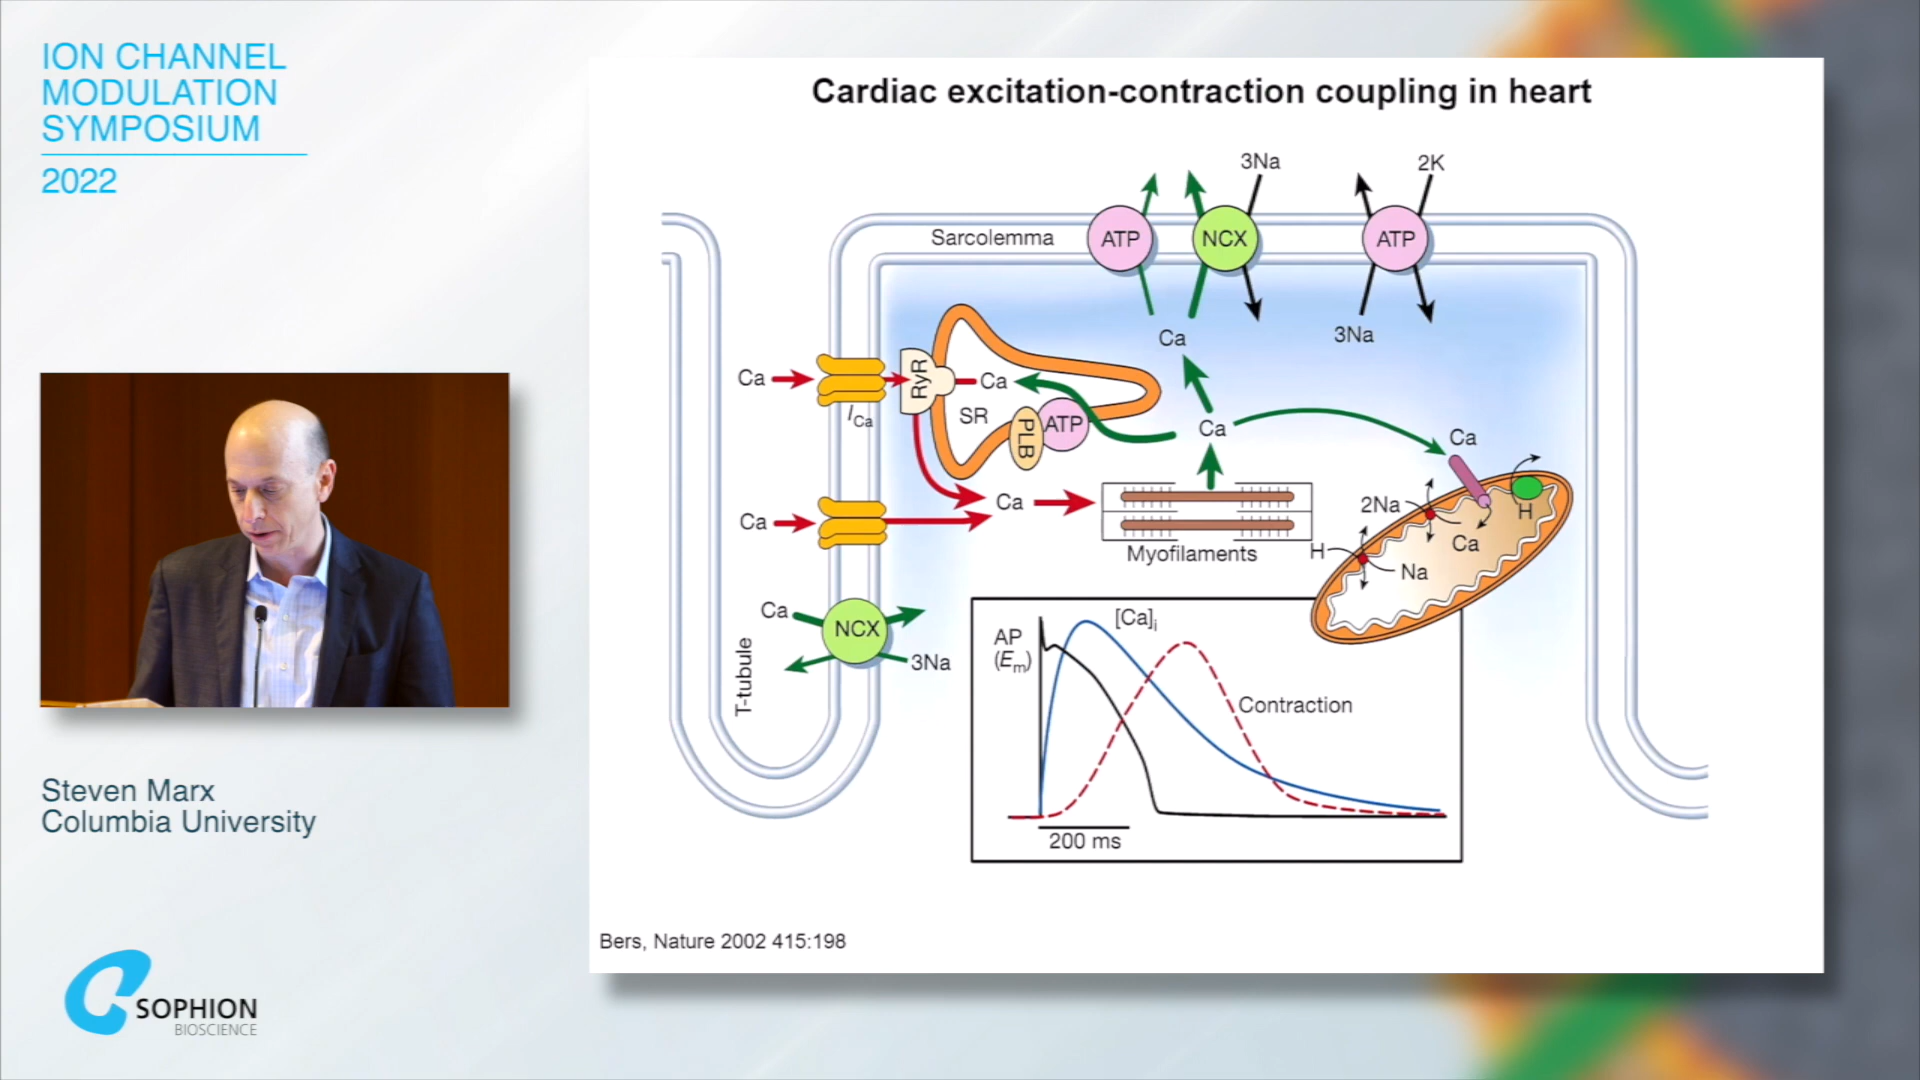 ION CHANNEL
MODULATION
SYMPOSIUM
2022
Steven Marx
Columbia University
SOPHION
BIOSCIENCE
Cardiac excitation-contraction coupling in heart
3Na
2K
Sarcolemma
ATP
NCX
ATP
Ca
3Na
Ca
RyR
Ca
ICa
SR
PLB
ATP
Ca
Ca
Ca
Ca
2Na
H
Ca
H
Na
Myofilaments
Ca
NCX
3Na
T-tubule
AP
(Em)
[Ca]i
Contraction
200 ms
Bers, Nature 2002 415:198